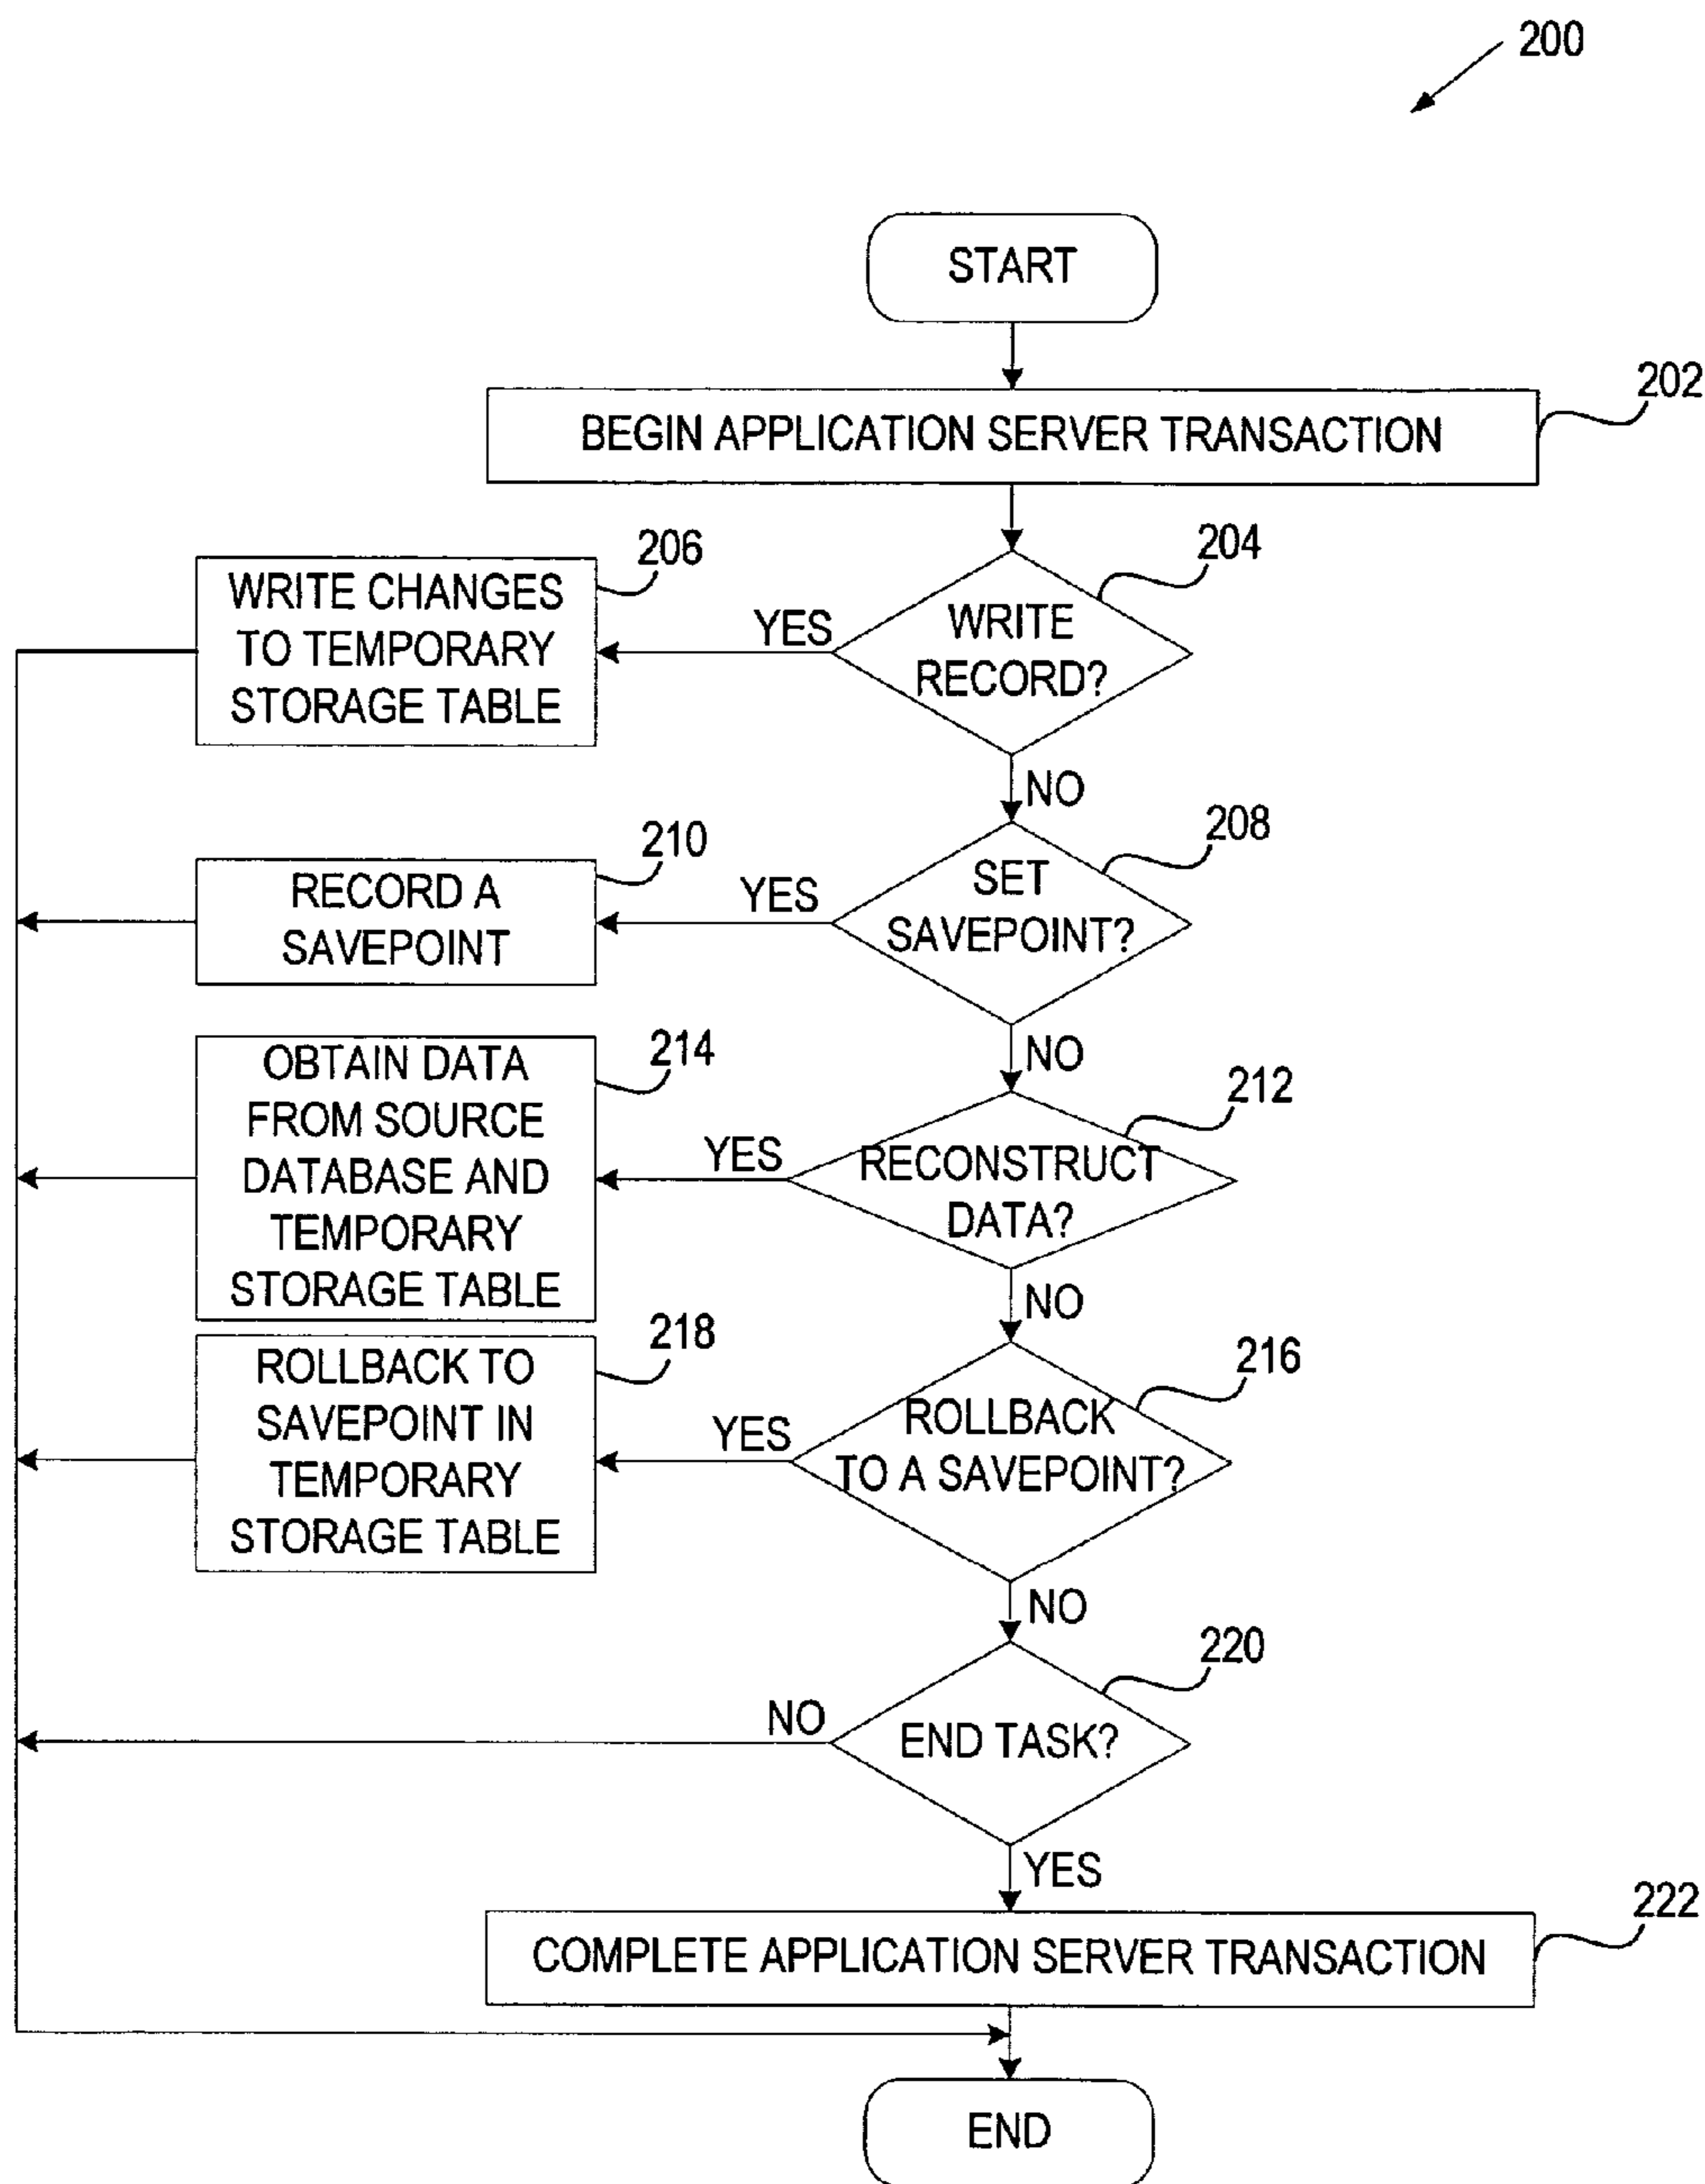 200
START
202
BEGIN APPLICATION SERVER TRANSACTION
204
206
WRITE CHANGES
TO TEMPORARY
STORAGE TABLE
YES
WRITE
RECORD?
NO
208
210
RECORD A
SAVEPOINT
YES
SET
SAVEPOINT?
NO
212
214
OBTAIN DATA
FROM SOURCE
DATABASE AND
TEMPORARY
STORAGE TABLE
YES
RECONSTRUCT
DATA?
NO
216
218
ROLLBACK TO
SAVEPOINT IN
TEMPORARY
STORAGE TABLE
YES
ROLLBACK
TO A SAVEPOINT?
NO
220
NO
END TASK?
YES
222
COMPLETE APPLICATION SERVER TRANSACTION
END